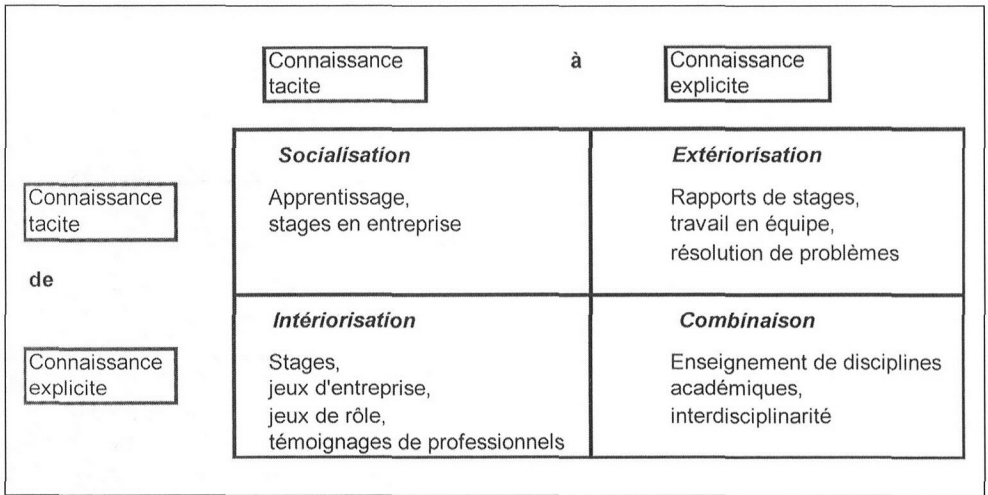 Connaissance
tacite
à
Connaissance
explicite
Connaissance
tacite
de
Connaissance
explicite
Socialisation
Apprentissage,
stages en entreprise
Extériorisation
Rapports de stages,
travail en équipe,
résolution de problèmes
Intériorisation
Stages,
jeux d'entreprise,
jeux de rôle,
témoignages de professionnels
Combinaison
Enseignement de disciplines
académiques,
interdisciplinarité